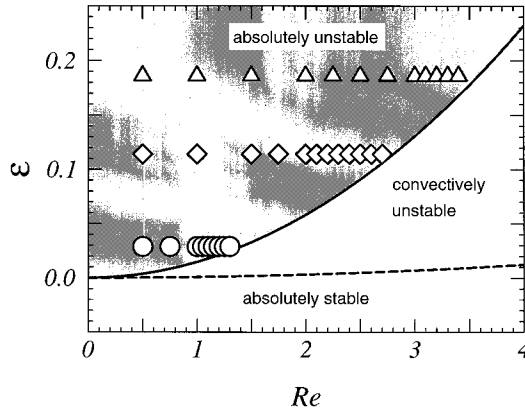 absolutely unstable
0.2
0.1
0.0
ε
convectively
unstable
absolutely stable
0 1 2 3 4
Re